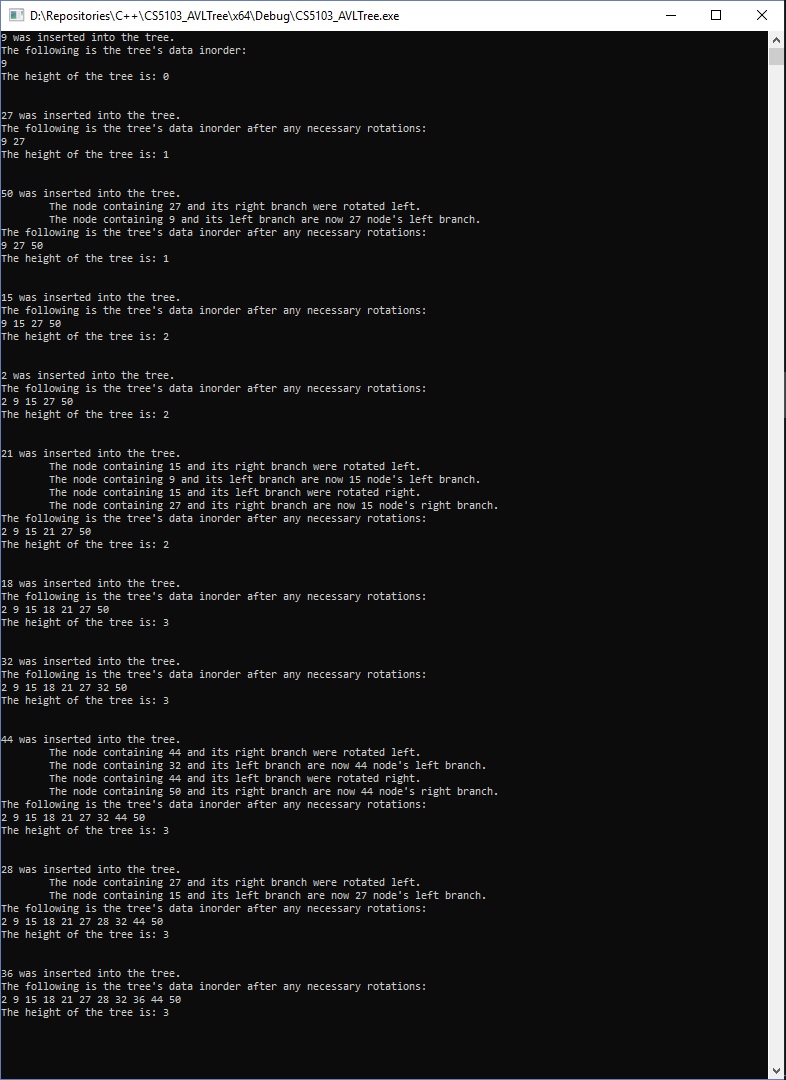 D:\Repositories\C++\CS5103_AVLTree\x64\Debug\CS5103_AVLTree.exe
9 was inserted into the tree.
The following is the tree's data inorder:
9
The height of the tree is: 0
27 was inserted into the tree.
The following is the tree's data inorder after any necessary rotations:
9 27
The height of the tree is: 1
50 was inserted into the tree.
The node containing 27 and its right branch were rotated left.
The node containing 9 and its left branch are now 27 node's left branch.
The following is the tree's data inorder after any necessary rotations:
9 27 50
The height of the tree is: 1
15 was inserted into the tree.
The following is the tree's data inorder after any necessary rotations:
9 15 27 50
The height of the tree is: 2
2 was inserted into the tree.
The following is the tree's data inorder after any necessary rotations:
2 9 15 27 50
The height of the tree is: 2
21 was inserted into the tree.
The node containing 15 and its right branch were rotated left.
The node containing 9 and its left branch are now 15 node's left branch.
The node containing 15 and its left branch were rotated right.
The node containing 27 and its right branch are now 15 node's right branch.
The following is the tree's data inorder after any necessary rotations:
2 9 15 21 27 50
The height of the tree is: 2
18 was inserted into the tree.
The following is the tree's data inorder after any necessary rotations:
2 9 15 18 21 27 50
The height of the tree is: 3
32 was inserted into the tree.
The following is the tree's data inorder after any necessary rotations:
2 9 15 18 21 27 32 50
The height of the tree is: 3
44 was inserted into the tree.
The node containing 44 and its right branch were rotated left.
The node containing 32 and its left branch are now 44 node's left branch.
The node containing 44 and its left branch were rotated right.
The node containing 50 and its right branch are now 44 node's right branch.
The following is the tree's data inorder after any necessary rotations:
2 9 15 18 21 27 32 44 50
The height of the tree is: 3
28 was inserted into the tree.
The node containing 27 and its right branch were rotated left.
The node containing 15 and its left branch are now 27 node's left branch.
The following is the tree's data inorder after any necessary rotations:
2 9 15 18 21 27 28 32 44 50
The height of the tree is: 3
36 was inserted into the tree.
The following is the tree's data inorder after any necessary rotations:
2 9 15 18 21 27 28 32 36 44 50
The height of the tree is: 3